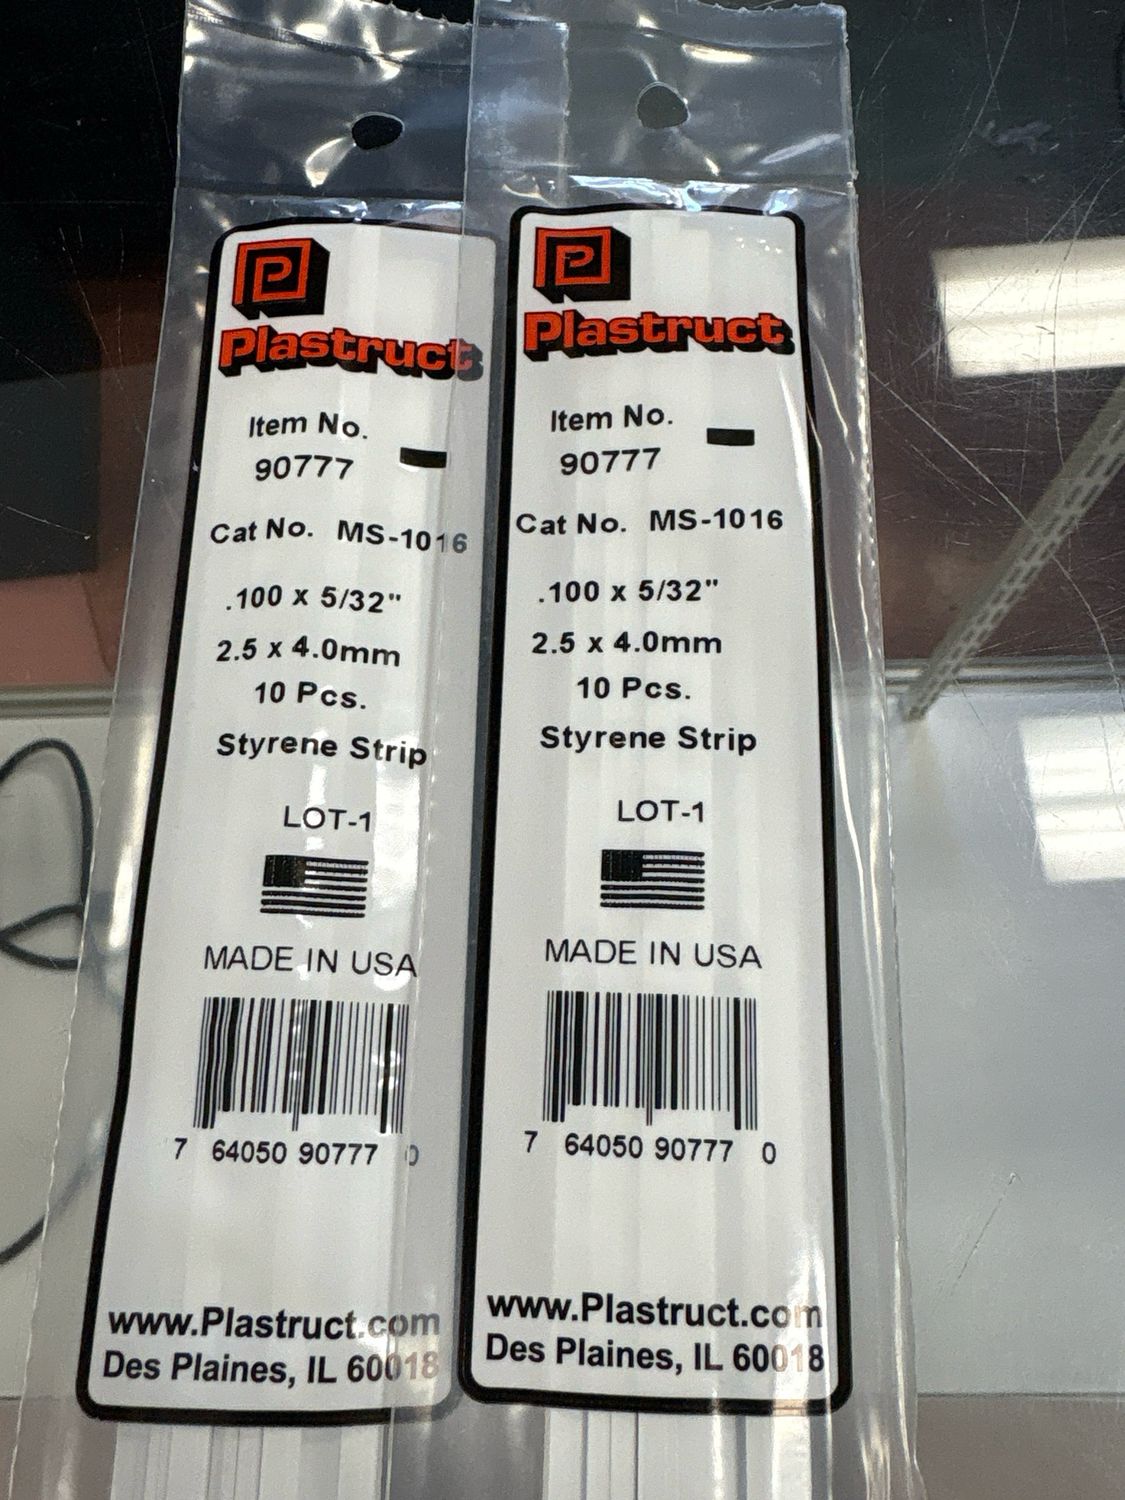 P
Plastruct
Item No.
90777
Cat No. MS-1016
.100 x 5/32"
2.5 x 4.0mm
10 Pcs.
Styrene Strip
LOT-1
MADE IN USA
7 64050 90777 0
www.Plastruct.com
Des Plaines, IL 60018
P
Plastruct
Item No.
90777
Cat No. MS-1016
.100 x 5/32"
2.5 x 4.0mm
10 Pcs.
Styrene Strip
LOT-1
MADE IN USA
7 64050 90777 0
www.Plastruct.com
Des Plaines, IL 60018